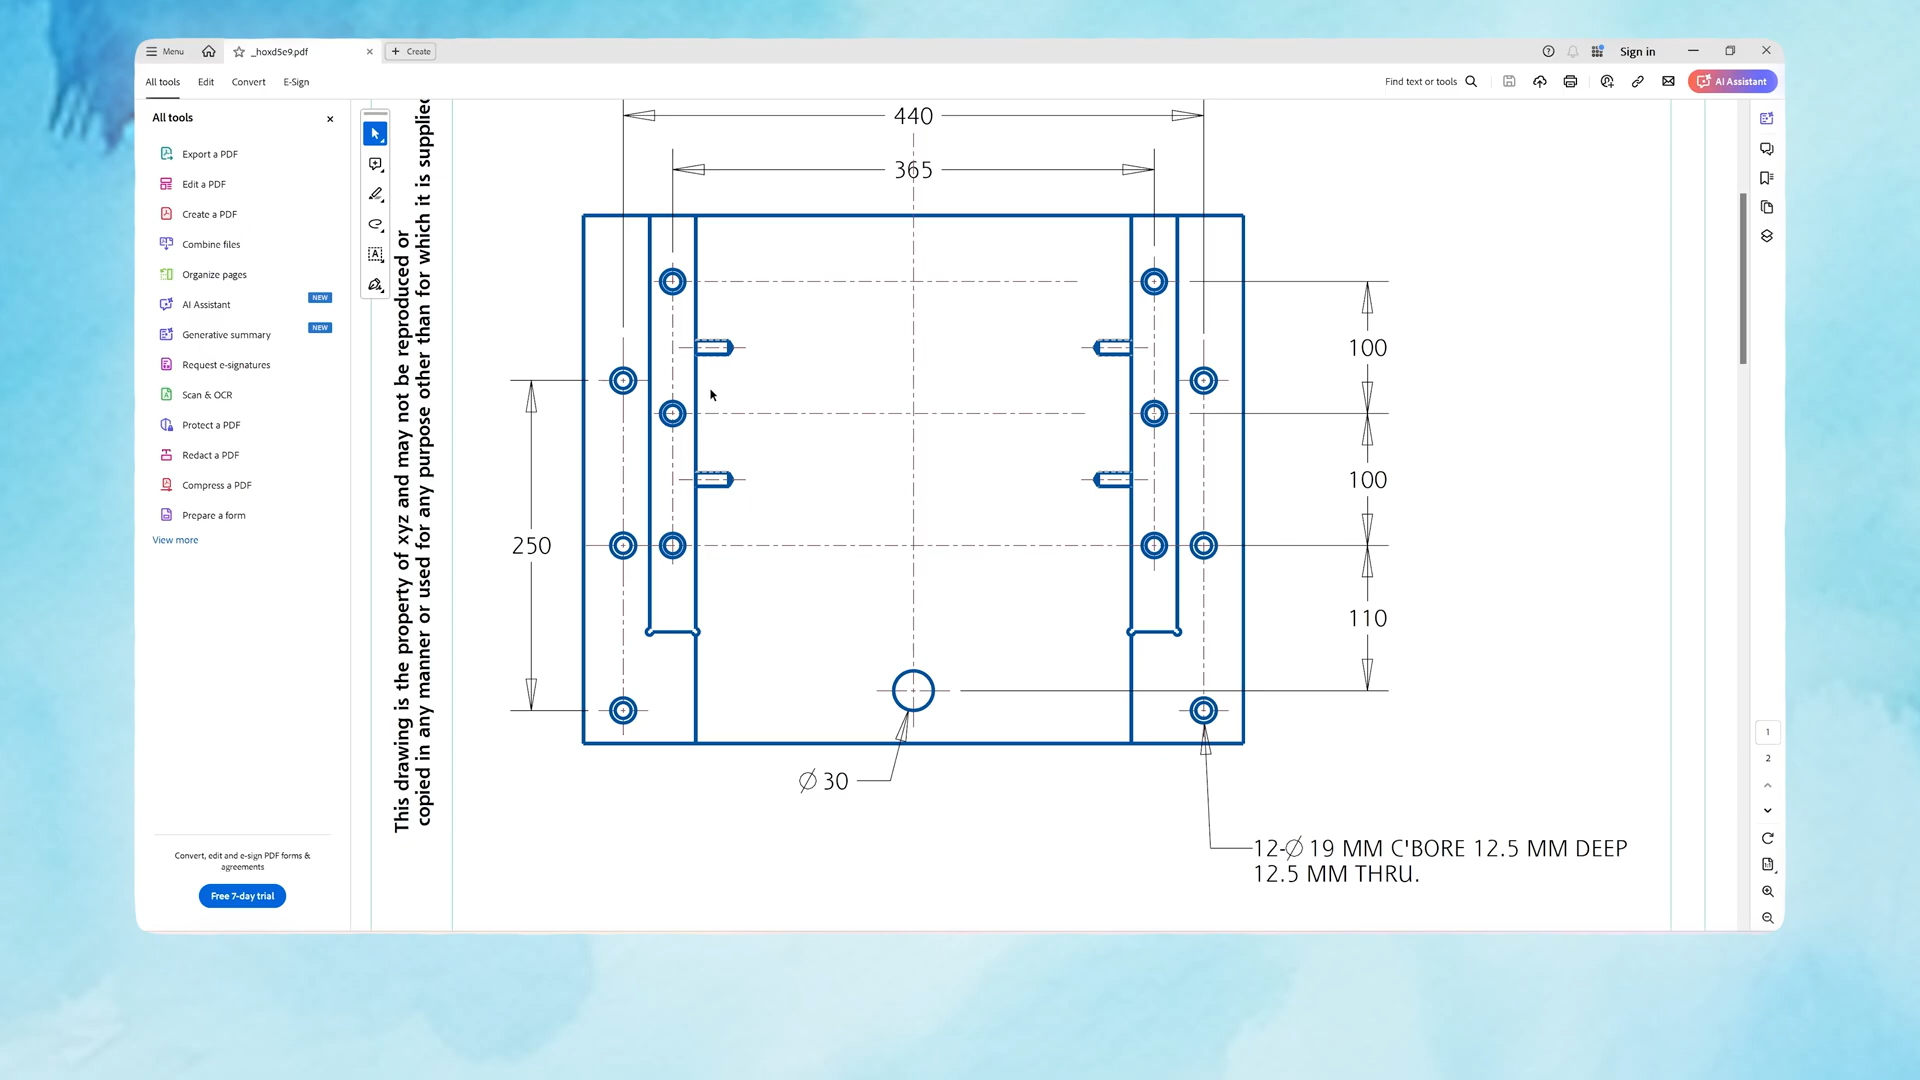 Menu
_hoxd5e9.pdf
Create
Sign in
All tools
Edit
Convert
E-Sign
Find text or tools
AI Assistant
All tools
Export a PDF
Edit a PDF
Create a PDF
Combine files
Organize pages
AI Assistant
NEW
Generative summary
NEW
Request e-signatures
Scan & OCR
Protect a PDF
Redact a PDF
Compress a PDF
Prepare a form
View more
Convert, edit and e-sign PDF forms &
agreements
Free 7-day trial
This drawing is the property of xyz and may not be reproduced or
copied in any manner or used for any purpose other than for which it is supplied
440
365
100
100
250
110
∅ 30
12-∅ 19 MM C'BORE 12.5 MM DEEP
12.5 MM THRU.
1
2